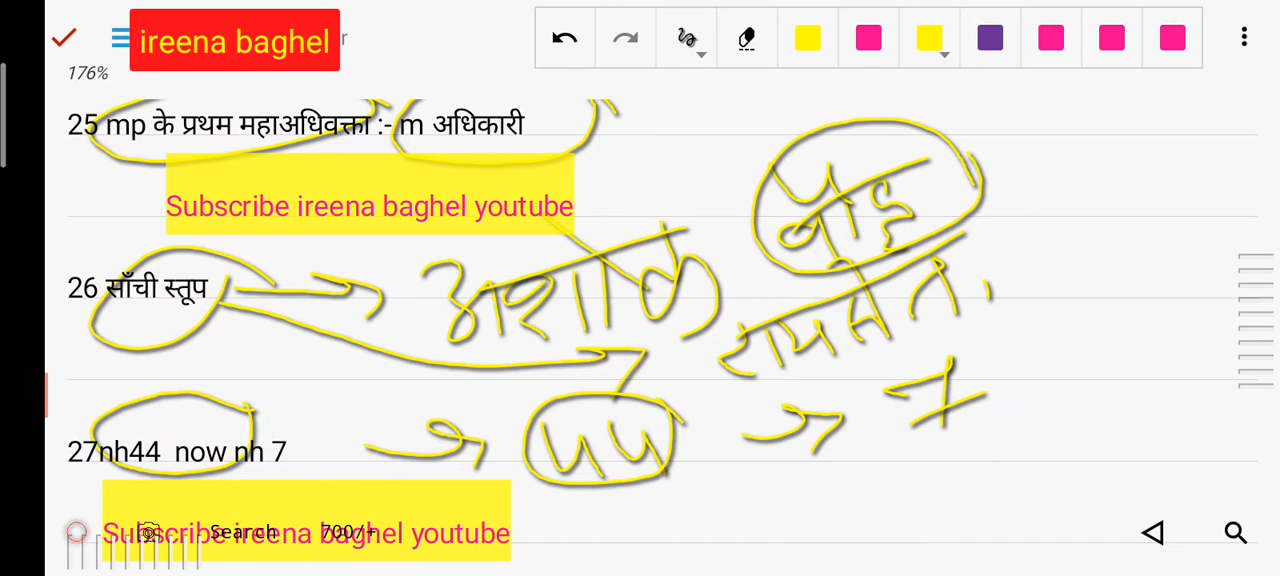 ireena baghel r
176%
25 mp के प्रथम महाअधिवक्ता :- m अधिकारी
Subscribe ireena baghel youtube
बौद्ध
26 साँची स्तूप → अशोक
रायसेन
27nh44 now nh 7 → 44 → 7
Subscribe ireena baghel youtube
Search 700/+